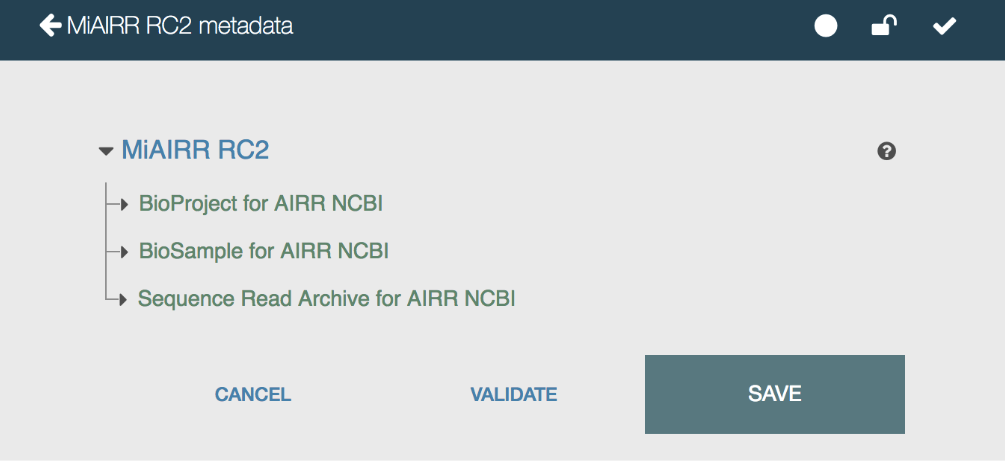 MiAIRR RC2 metadata
MiAIRR RC2
BioProject for AIRR NCBI
BioSample for AIRR NCBI
Sequence Read Archive for AIRR NCBI
CANCEL VALIDATE SAVE